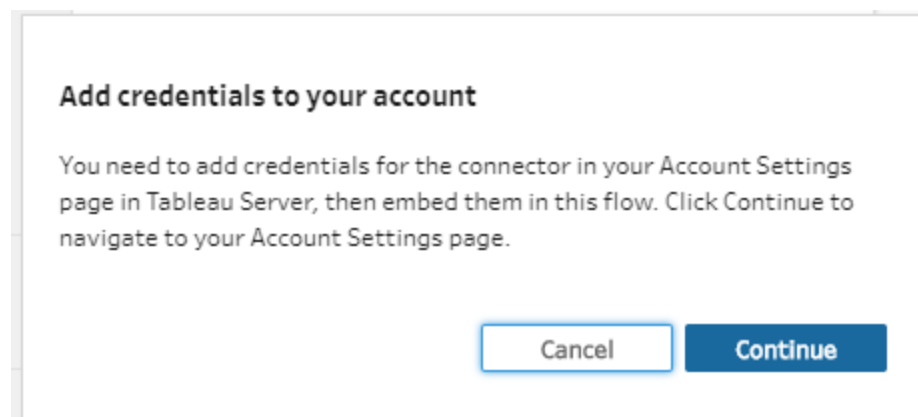 Add credentials to your account
You need to add credentials for the connector in your Account Settings
page in Tableau Server, then embed them in this flow. Click Continue to
navigate to your Account Settings page.
Cancel
Continue